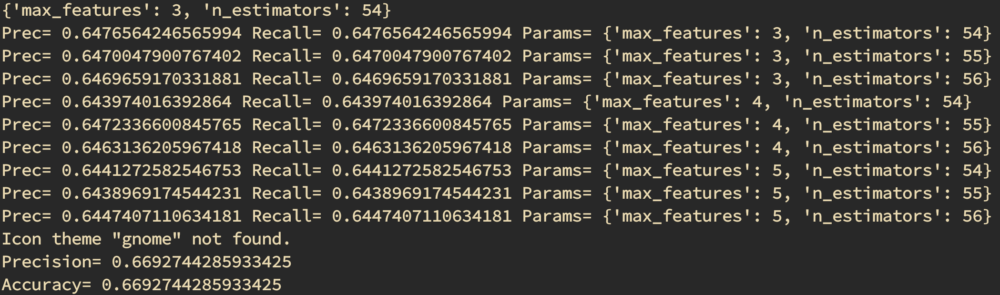 {'max_features': 3, 'n_estimators': 54}
Prec= 0.6476564246565994 Recall= 0.6476564246565994 Params= {'max_features': 3, 'n_estimators': 54}
Prec= 0.6470047900767402 Recall= 0.6470047900767402 Params= {'max_features': 3, 'n_estimators': 55}
Prec= 0.6469659170331881 Recall= 0.6469659170331881 Params= {'max_features': 3, 'n_estimators': 56}
Prec= 0.643974016392864 Recall= 0.643974016392864 Params= {'max_features': 4, 'n_estimators': 54}
Prec= 0.6472336600845765 Recall= 0.6472336600845765 Params= {'max_features': 4, 'n_estimators': 55}
Prec= 0.6463136205967418 Recall= 0.6463136205967418 Params= {'max_features': 4, 'n_estimators': 56}
Prec= 0.6441272582546753 Recall= 0.6441272582546753 Params= {'max_features': 5, 'n_estimators': 54}
Prec= 0.6438969174544231 Recall= 0.6438969174544231 Params= {'max_features': 5, 'n_estimators': 55}
Prec= 0.6447407110634181 Recall= 0.6447407110634181 Params= {'max_features': 5, 'n_estimators': 56}
Icon theme "gnome" not found.
Precision= 0.6692744285933425
Accuracy= 0.6692744285933425